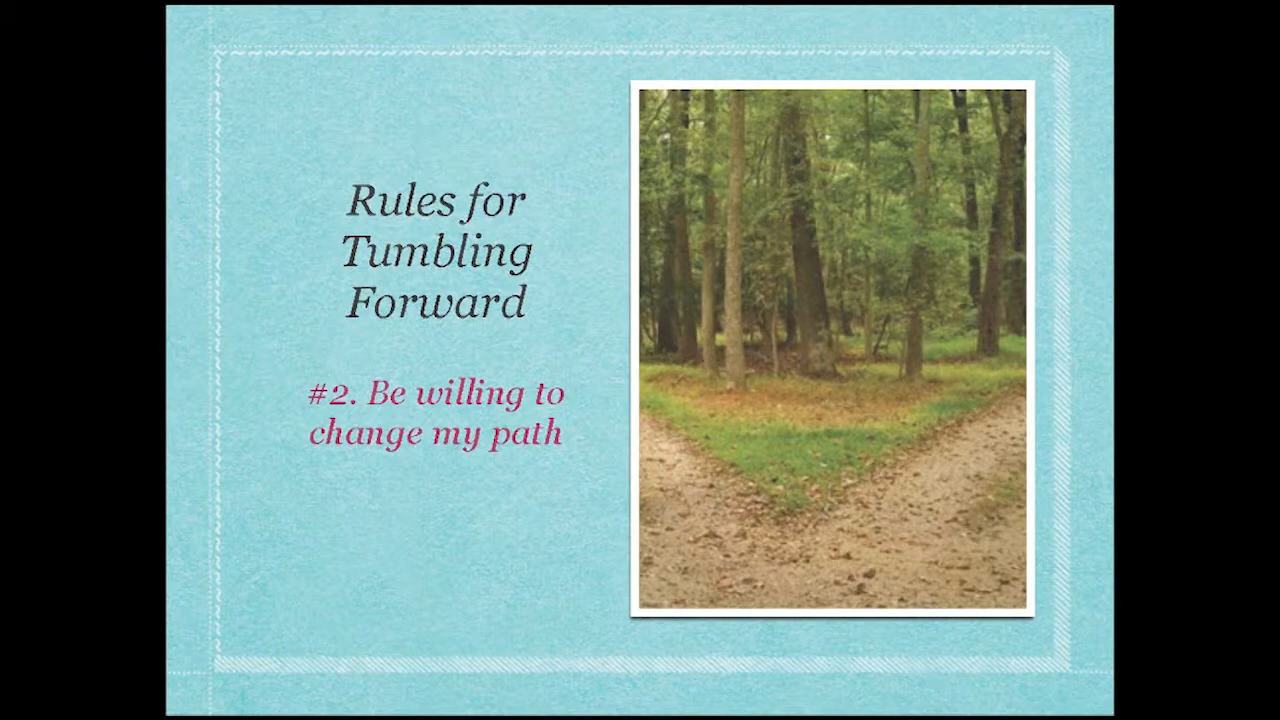 Rules for
Tumbling
Forward
#2. Be willing to
change my path